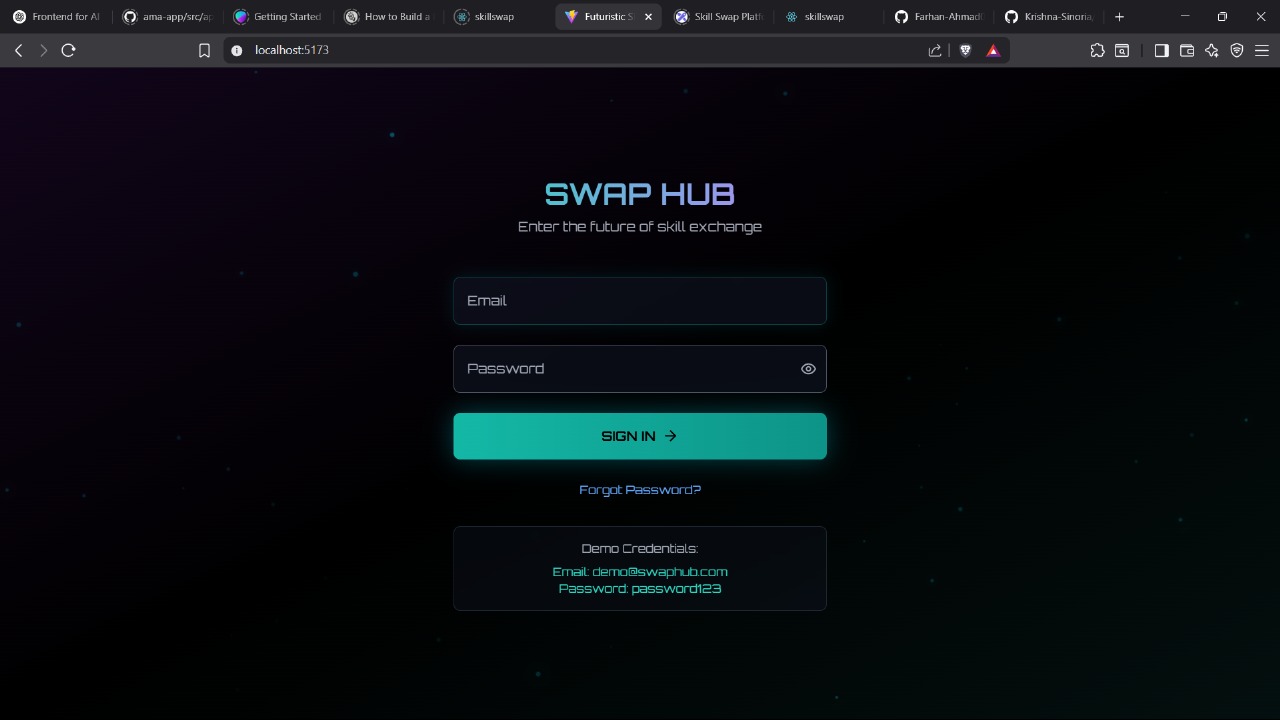 Frontend for AI
ama-app/src/ap
Getting Started
How to Build a
skillswap
Futuristic S
Skill Swap Platf
skillswap
Farhan-Ahmad
Krishna-Sinoria/
localhost:5173
SWAP HUB
Enter the future of skill exchange
Email
Password
SIGN IN →
Forgot Password?
Demo Credentials:
Email: demo@swaphub.com
Password: password123